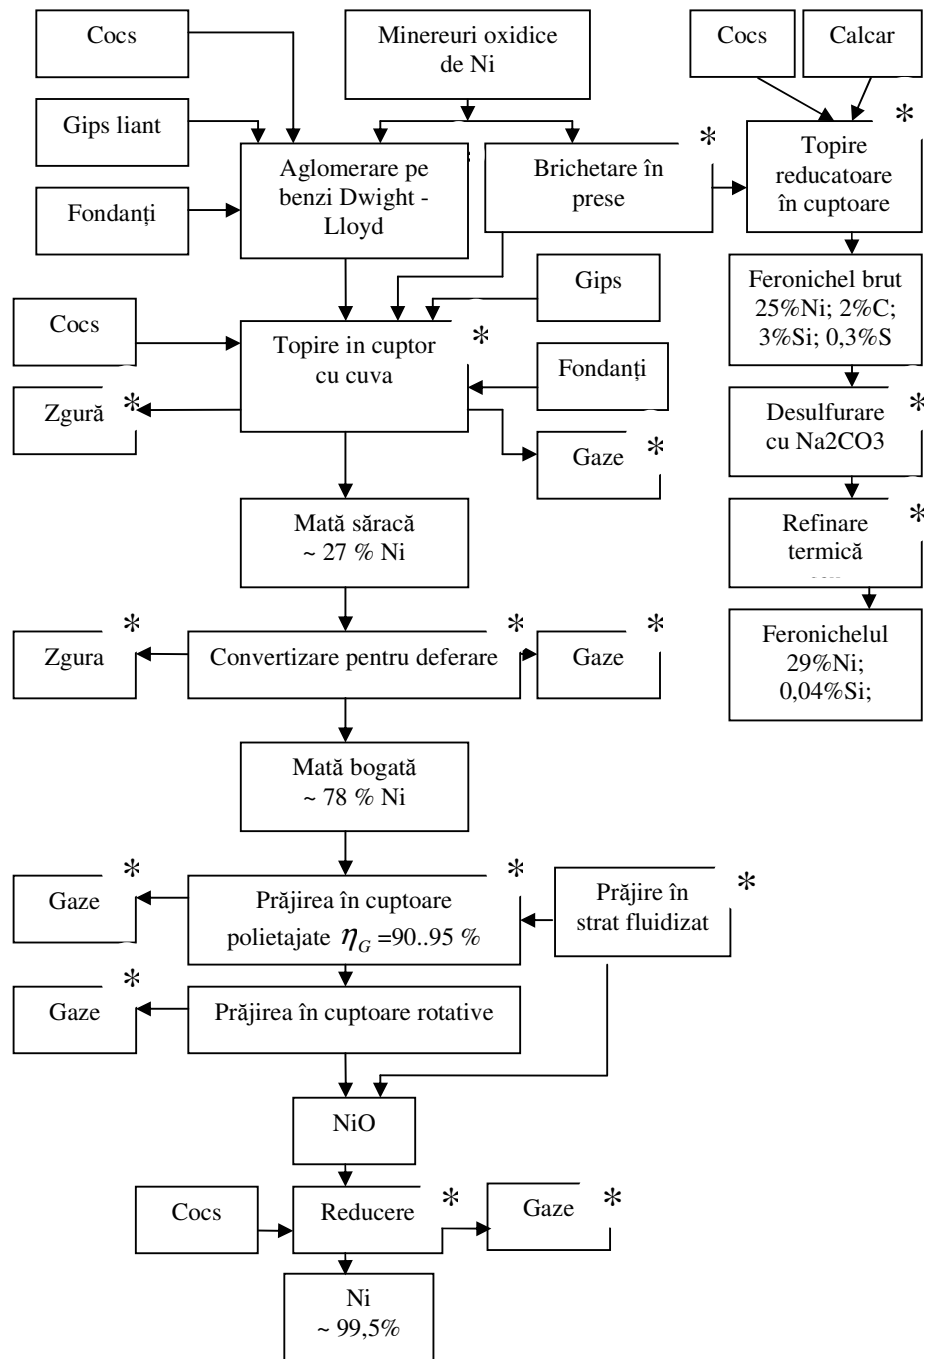 Cocs
Minereuri oxidice
de Ni
Cocs
Calcar
Gips liant
Fondanți
Aglomerare pe
benzi Dwight -
Lloyd
*
Brichetare în
prese
*
Topire
reducatoare
în cuptoare
Gips
Feronichel brut
25%Ni; 2%C;
3%Si; 0,3%S
Cocs
*
Topire in cuptor
cu cuva
Fondanți
Zgură *
*
Desulfurare
cu Na2CO3
Gaze *
Mată săracă
~ 27 % Ni
*
Refinare
termică
*
Zgura
*
Convertizare pentru deferare
*
Gaze
Feronichelul
29%Ni;
0,04%Si;
Mată bogată
~ 78 % Ni
*
Gaze
*
Prăjirea în cuptoare
polietajate ηG =90..95 %
*
Prăjire în
strat fluidizat
*
Gaze
Prăjirea în cuptoare rotative
NiO
Cocs
*
Reducere
*
Gaze
Ni
~ 99,5%